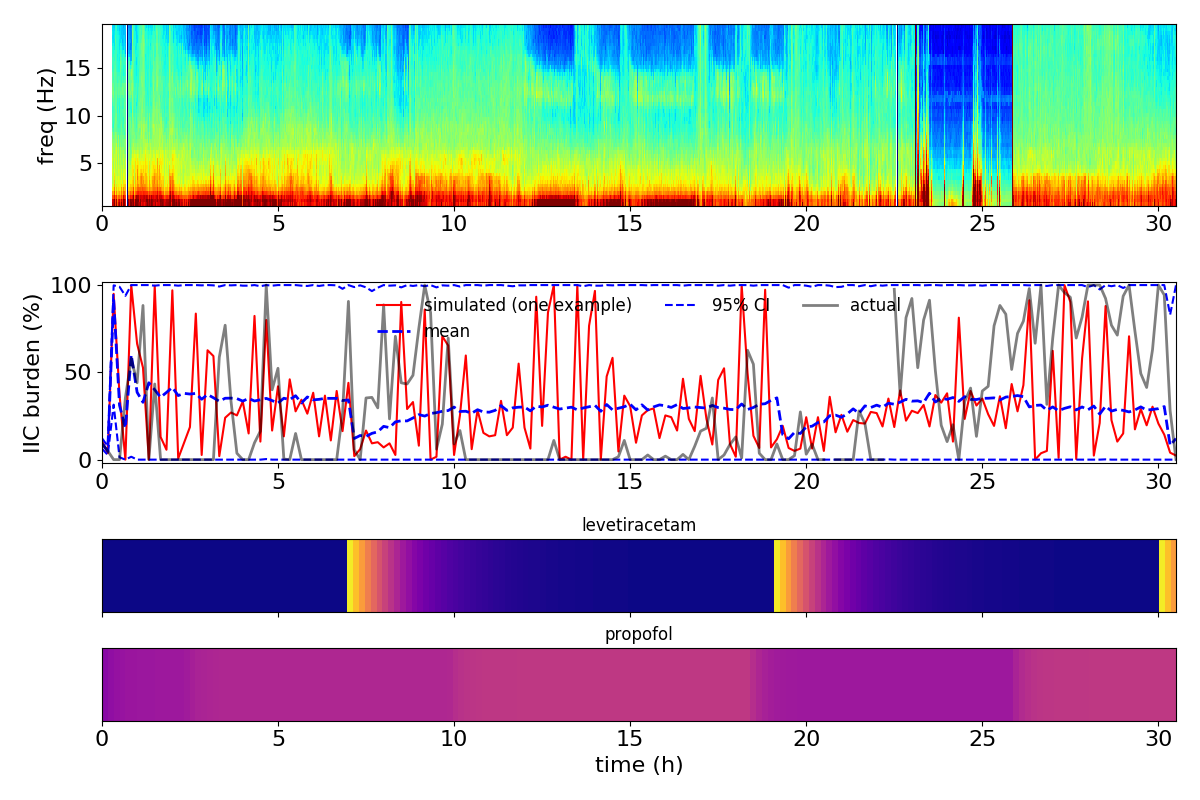 freq (Hz)
15
10
5
0 5 10 15 20 25 30
IIC burden (%)
100
50
0
simulated (one example) 95% CI actual
mean
0 5 10 15 20 25 30
levetiracetam
propofol
0 5 10 15 20 25 30
time (h)